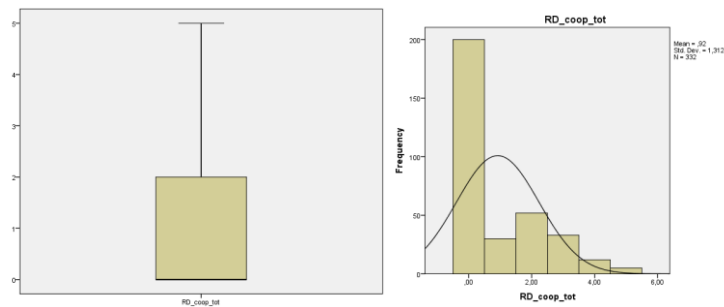 5
4
3
2
1
0
RD_coop_tot
RD_coop_tot
Mean = ,92
Std. Dev. = 1,312
N = 332
Frequency
200
150
100
50
0
,00
2,00
4,00
6,00
RD_coop_tot